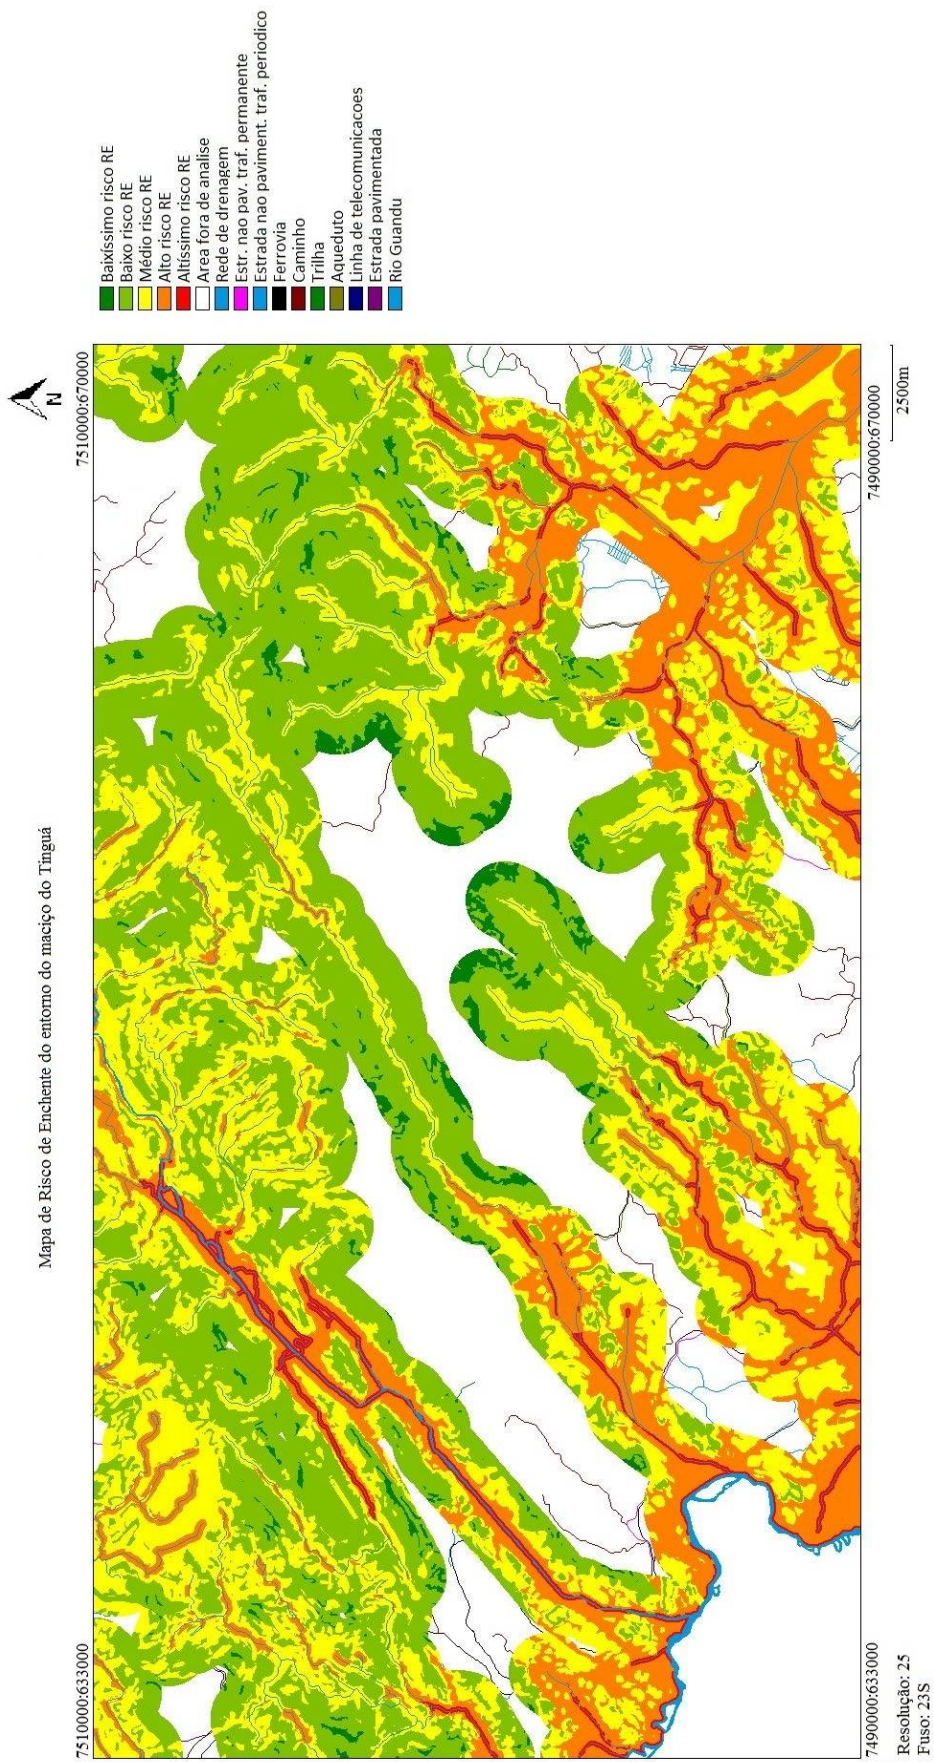 Mapa de Risco de Enchente do entorno do maciço do Tinguá
N
7510000:633000
7510000:670000
Baixíssimo risco RE
Baixo risco RE
Médio risco RE
Alto risco RE
Altíssimo risco RE
Area fora de analise
Rede de drenagem
Estr. nao pav. traf. permanente
Estrada nao paviment. traf. periodico
Ferrovia
Caminho
Trilha
Aqueduto
Linha de telecomunicacoes
Estrada pavimentada
Rio Guandu
7490000:633000
7490000:670000
Resolução: 25
Fuso: 23S
2500m